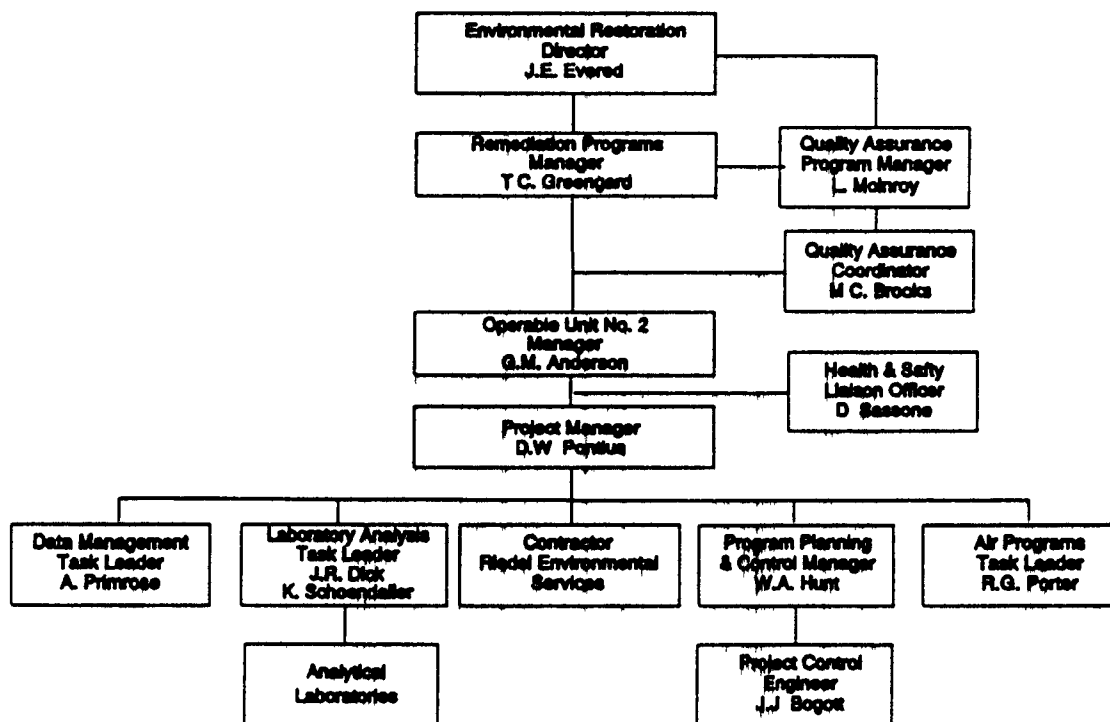 Environmental Restoration
Director
J.E. Evered
Remediation Programs
Manager
T C. Greengard
Quality Assurance
Program Manager
L. McInroy
Quality Assurance
Coordinator
M C. Brooks
Operable Unit No. 2
Manager
G.M. Anderson
Health & Safty
Liaison Officer
D Sassone
Project Manager
D.W Pontius
Data Management
Task Leader
A. Primrose
Laboratory Analysis
Task Leader
J.R. Dick
K. Schoendaller
Contractor
Riedel Environmental
Services
Program Planning
& Control Manager
W.A. Hunt
Air Programs
Task Leader
R.G. Porter
Analytical
Laboratories
Project Control
Engineer
J.J Bogott